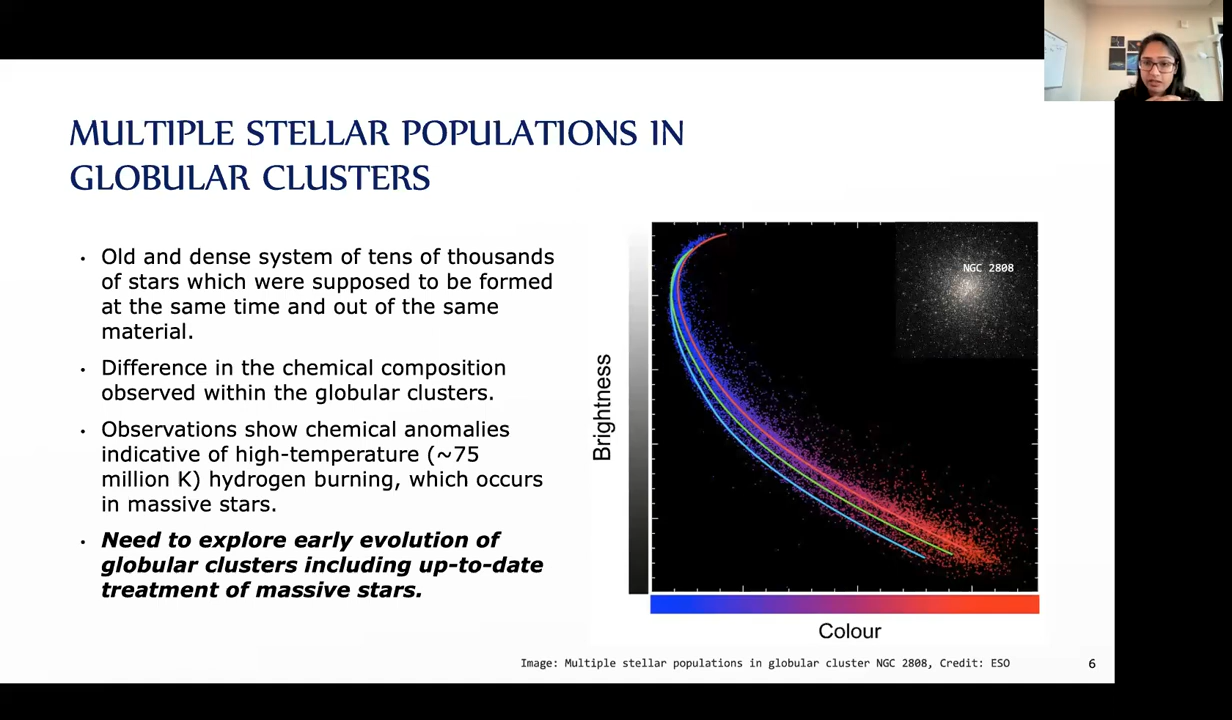 MULTIPLE STELLAR POPULATIONS IN
GLOBULAR CLUSTERS
• Old and dense system of tens of thousands
of stars which were supposed to be formed
at the same time and out of the same
material.
• Difference in the chemical composition
observed within the globular clusters.
• Observations show chemical anomalies
indicative of high-temperature (~75
million K) hydrogen burning, which occurs
in massive stars.
• Need to explore early evolution of
globular clusters including up-to-date
treatment of massive stars.
NGC 2808
Brightness
Colour
Image: Multiple stellar populations in globular cluster NGC 2808, Credit: ESO
6